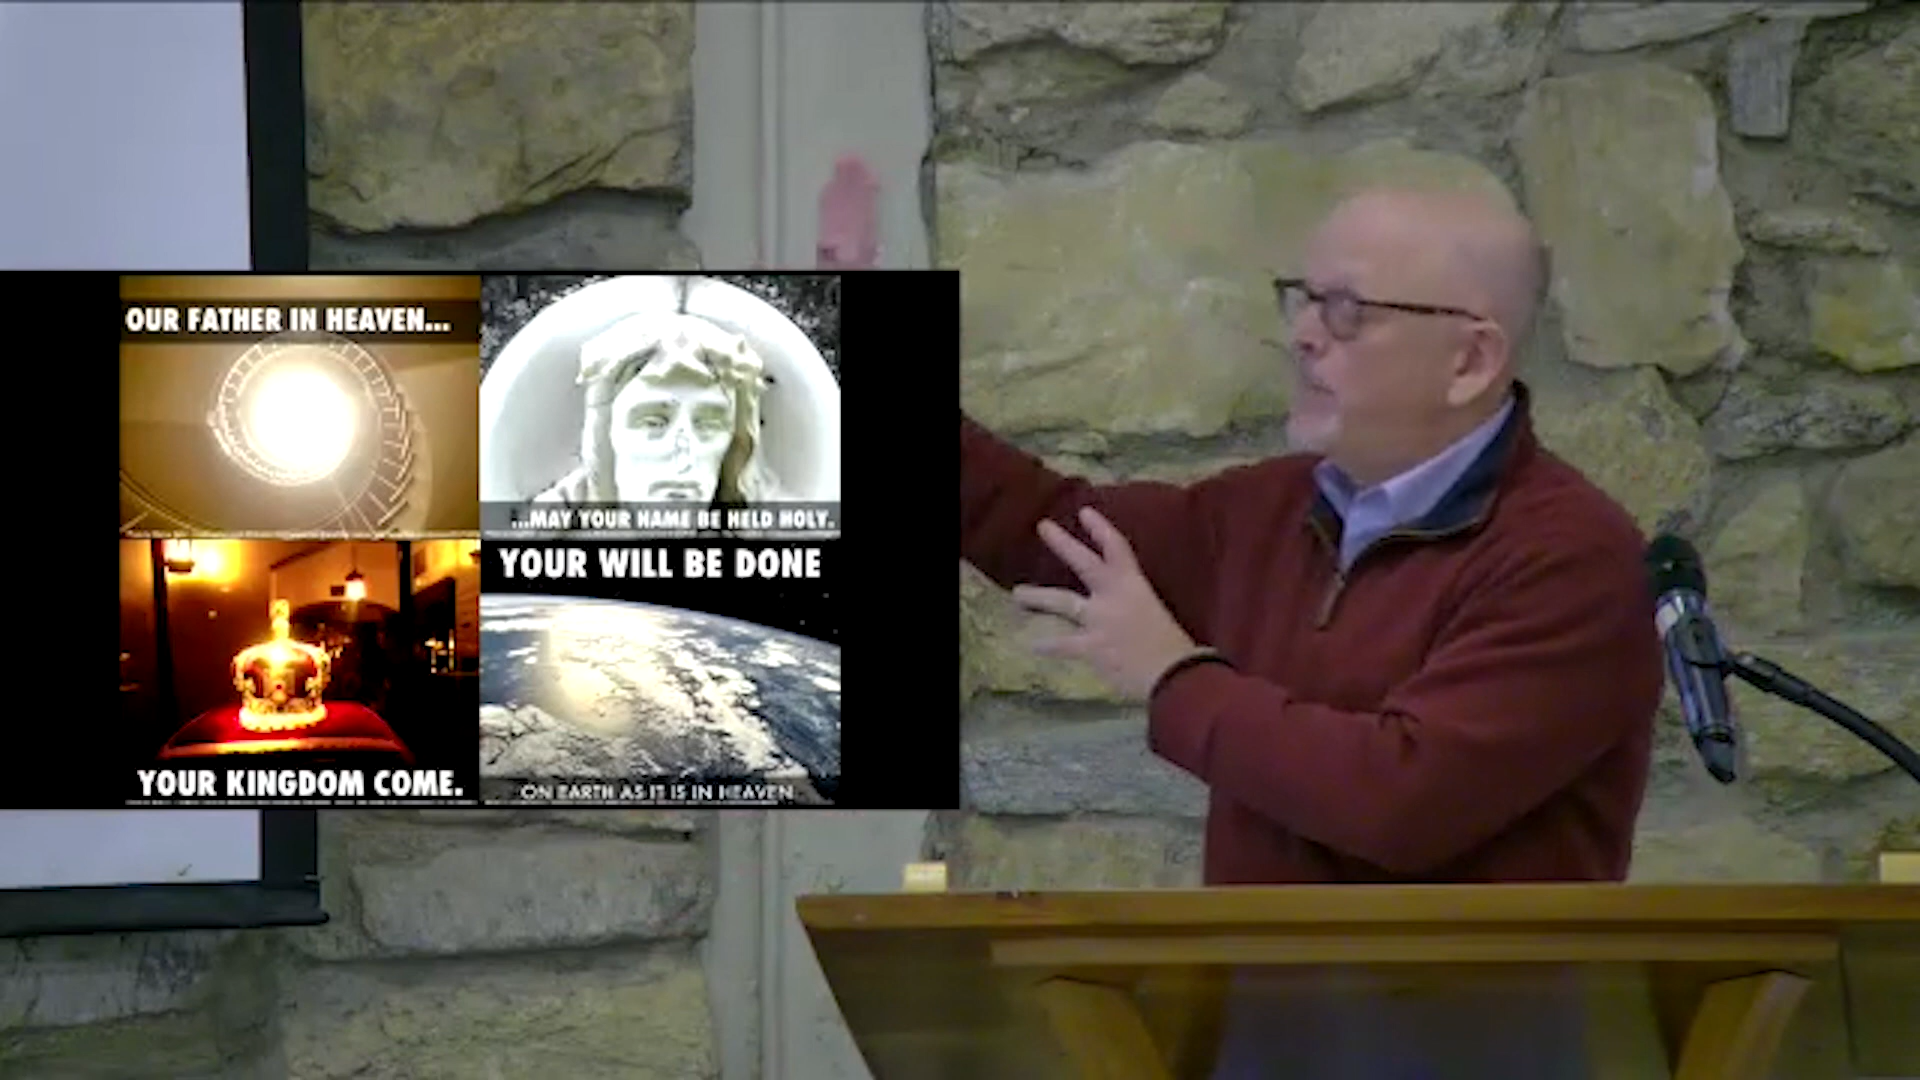 OUR FATHER IN HEAVEN...
...MAY YOUR NAME BE HELD HOLY.
YOUR KINGDOM COME.
YOUR WILL BE DONE
ON EARTH AS IT IS IN HEAVEN